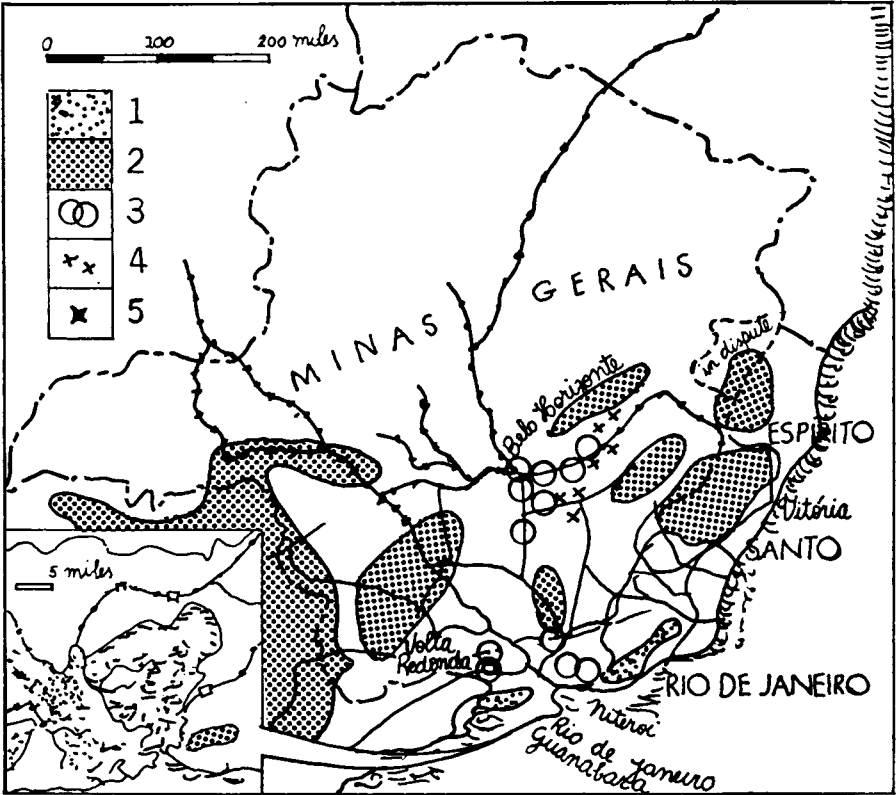 0 100 200 miles
1
2
3
4
5
MINAS GERAIS
in dispute
Belo Horizonte
ESPIRITO
Vitória
SANTO
5 miles
Volta
Redonda
RIO DE JANEIRO
Niteroi
Rio de Janeiro
Guanabara